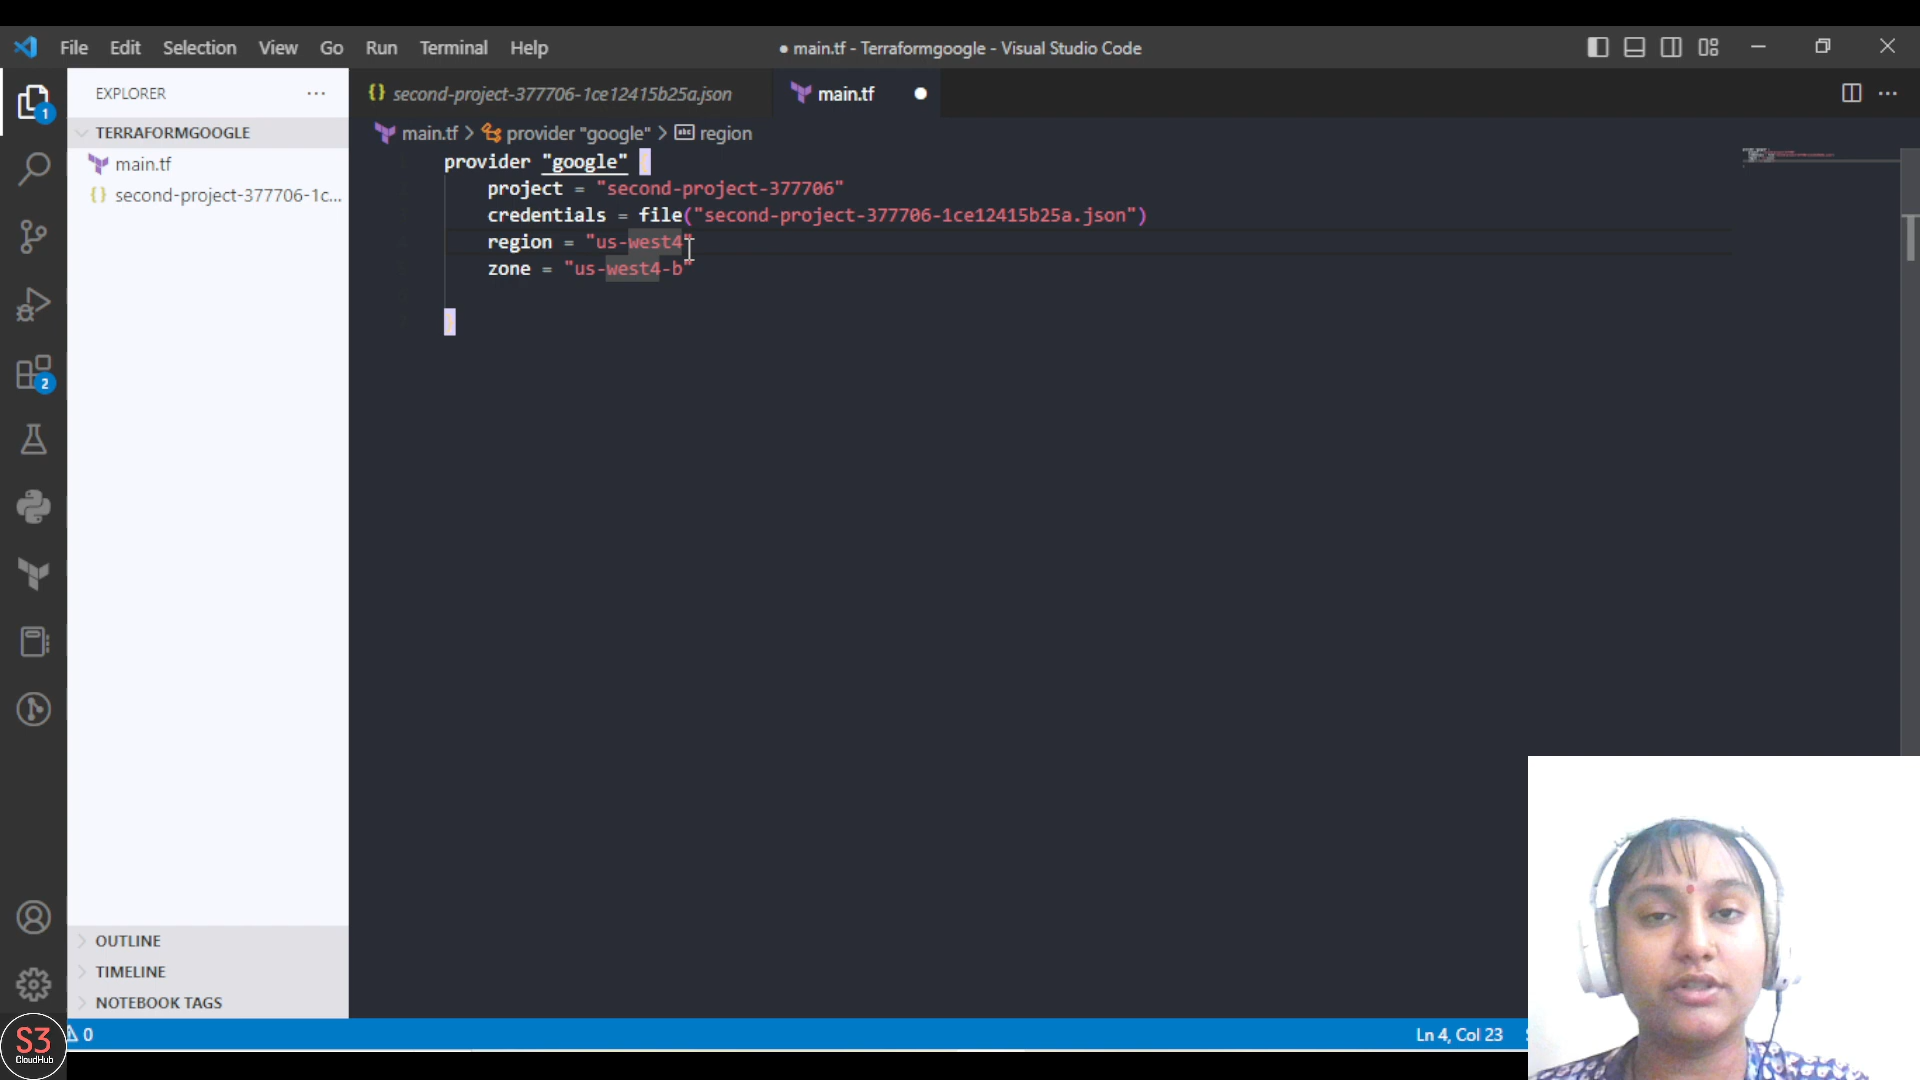 File Edit Selection View Go Run Terminal Help
● main.tf - Terraformgoogle - Visual Studio Code
EXPLORER
{} second-project-377706-1ce12415b25a.json
main.tf
1
TERRAFORMGOOGLE
main.tf > provider "google" > region
main.tf
{} second-project-377706-1c...
provider "google" {
project = "second-project-377706"
credentials = file("second-project-377706-1ce12415b25a.json")
region = "us-west4"
zone = "us-west4-b"
}
2
OUTLINE
TIMELINE
NOTEBOOK TAGS
0
Ln 4, Col 23
S3
CloudHub